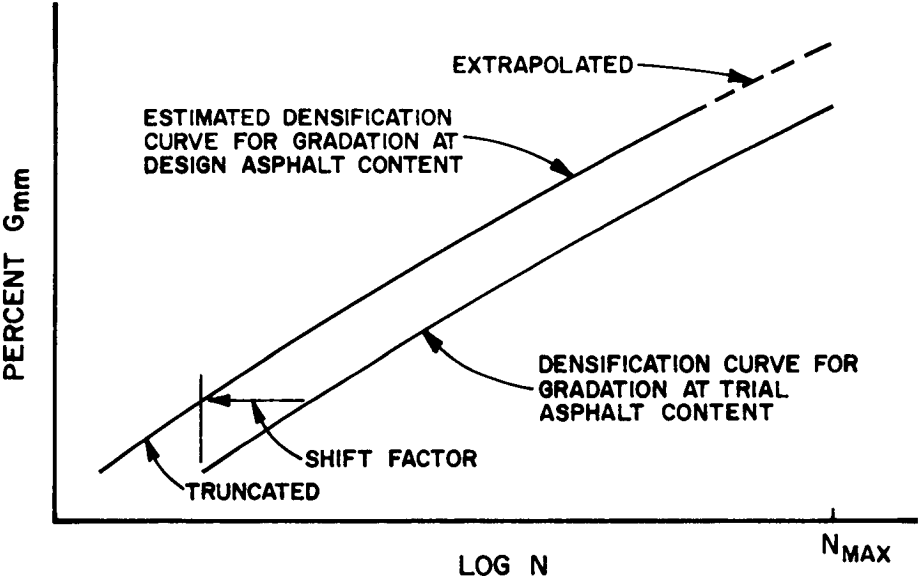 EXTRAPOLATED
ESTIMATED DENSIFICATION
CURVE FOR GRADATION AT
DESIGN ASPHALT CONTENT
PERCENT Gmm
DENSIFICATION CURVE FOR
GRADATION AT TRIAL
ASPHALT CONTENT
SHIFT FACTOR
TRUNCATED
NMAX
LOG N